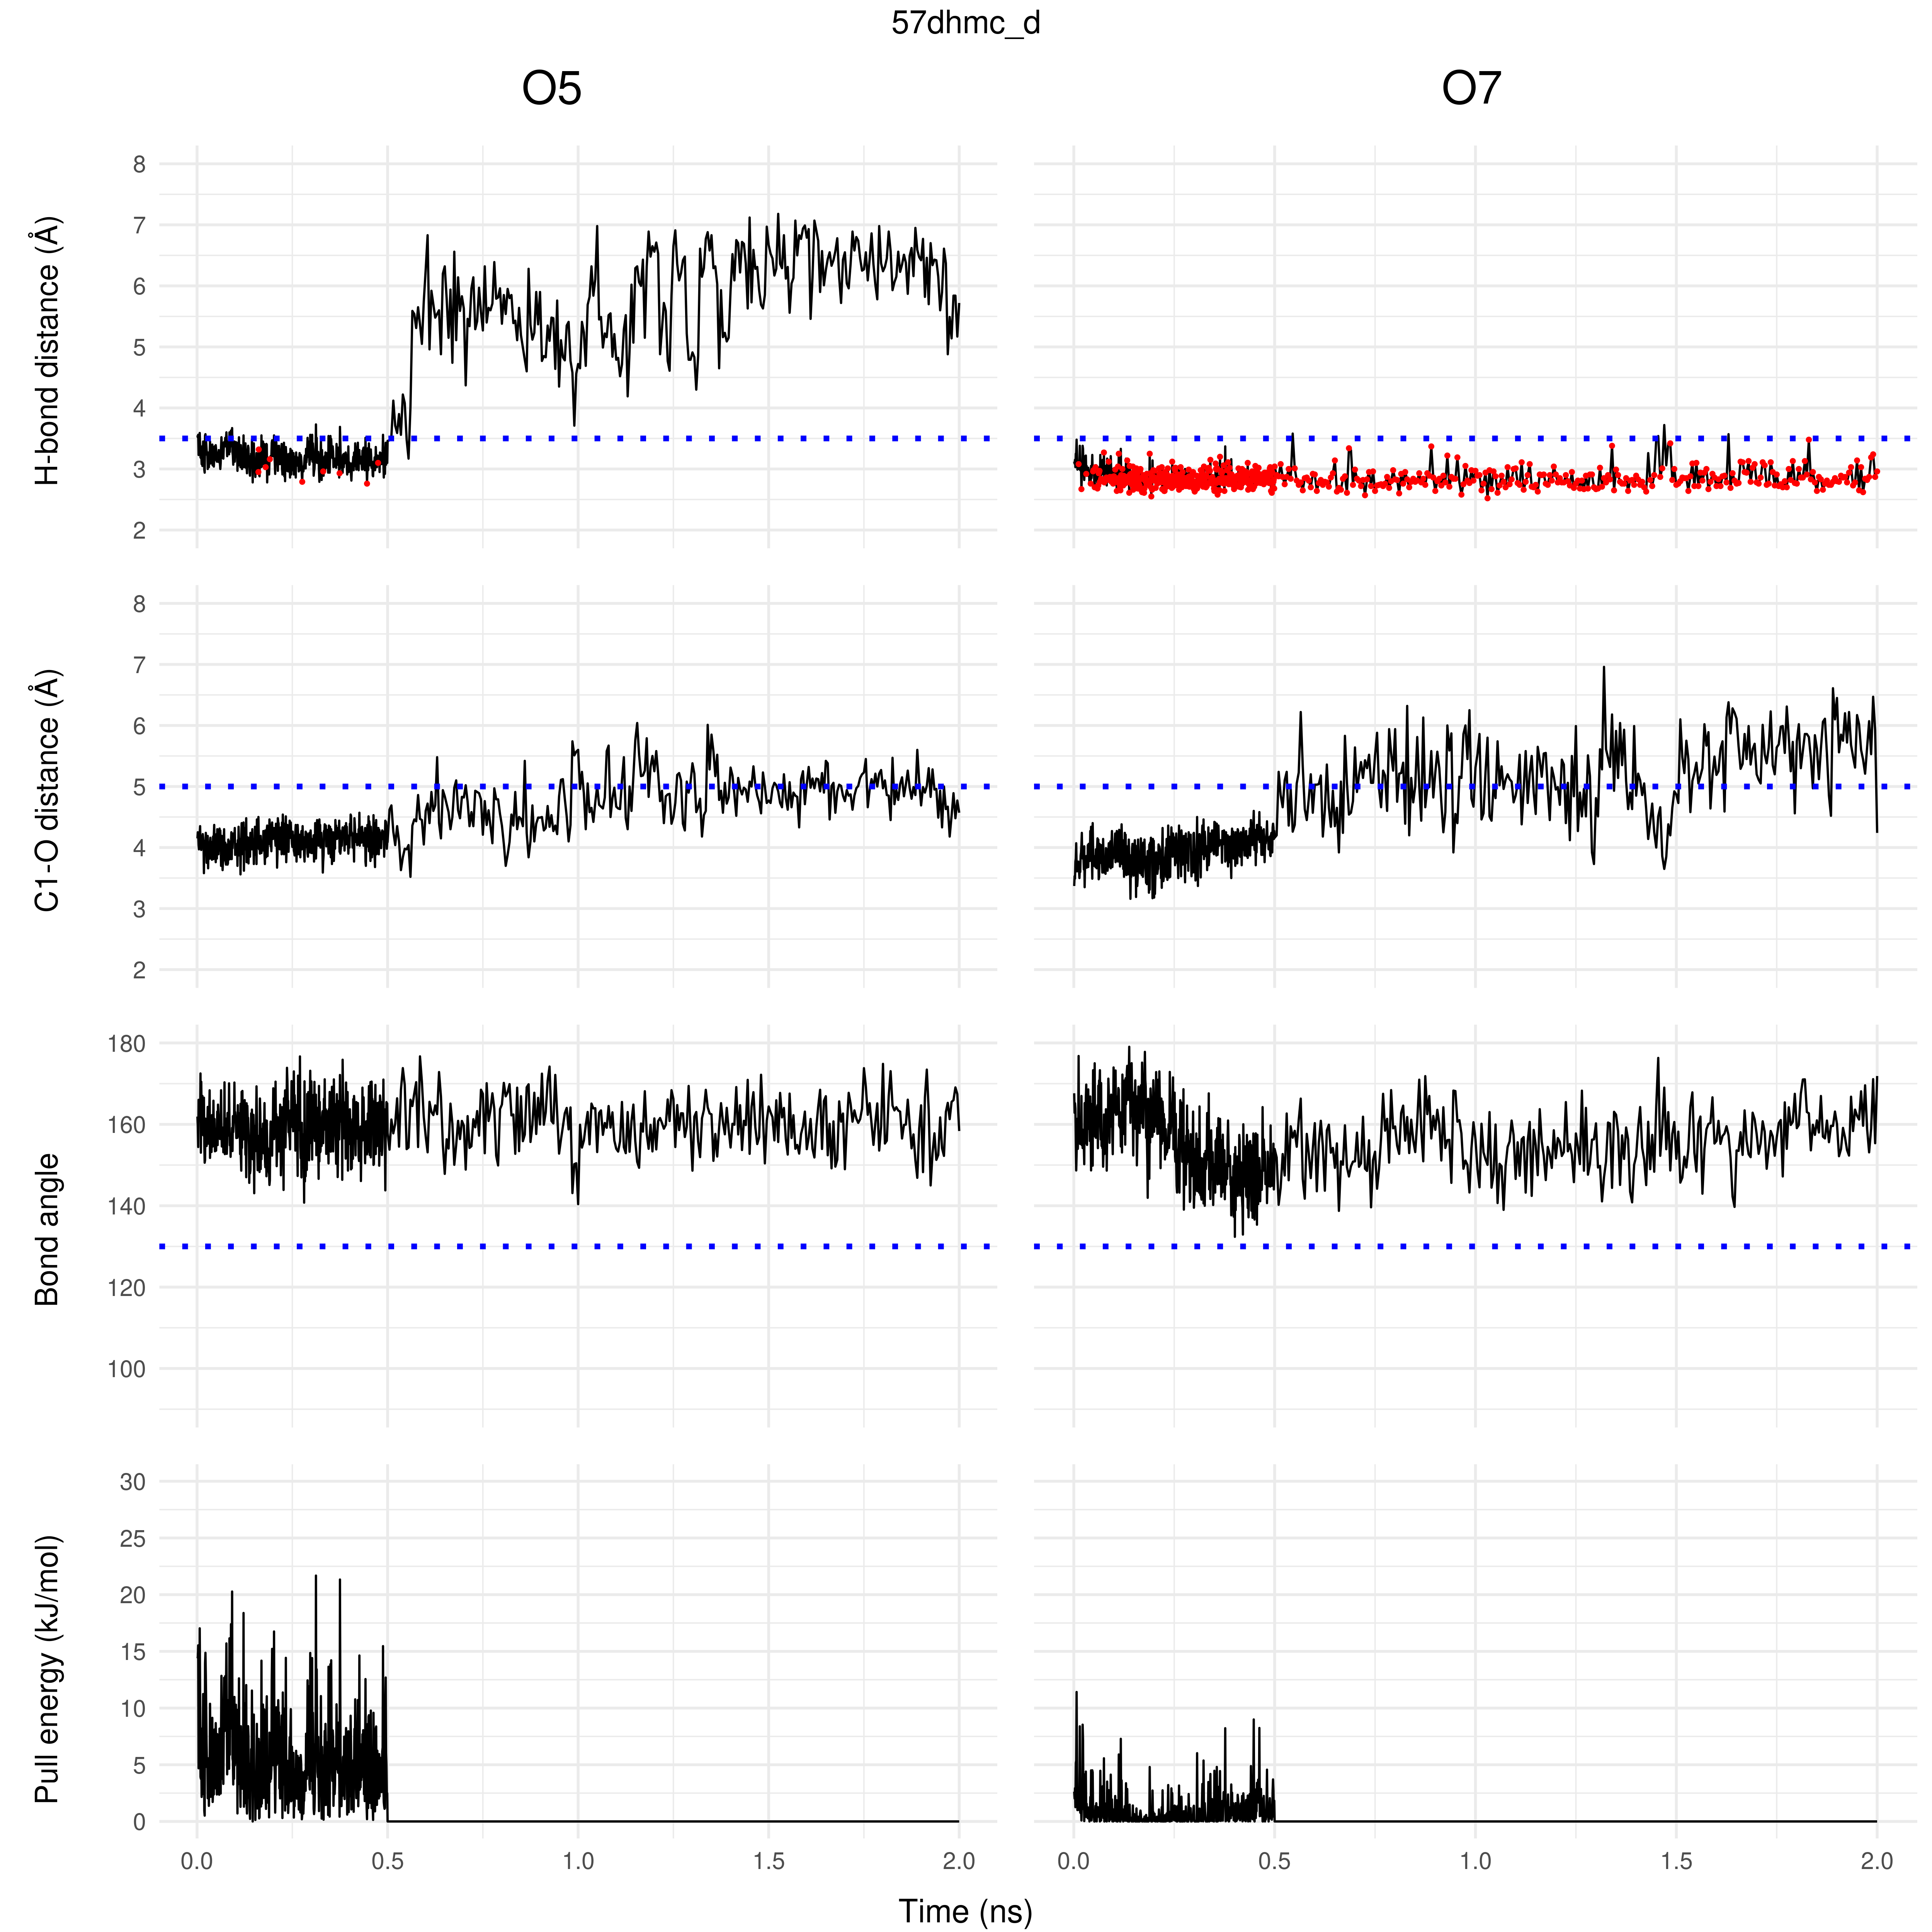 57dhmc_d
O5
O7
H-bond distance (Å)
8
7
6
5
4
3
2
C1-O distance (Å)
8
7
6
5
4
3
2
Bond angle
180
160
140
120
100
Pull energy (kJ/mol)
30
25
20
15
10
5
0
0.0 0.5 1.0 1.5 2.0 0.0 0.5 1.0 1.5 2.0
Time (ns)